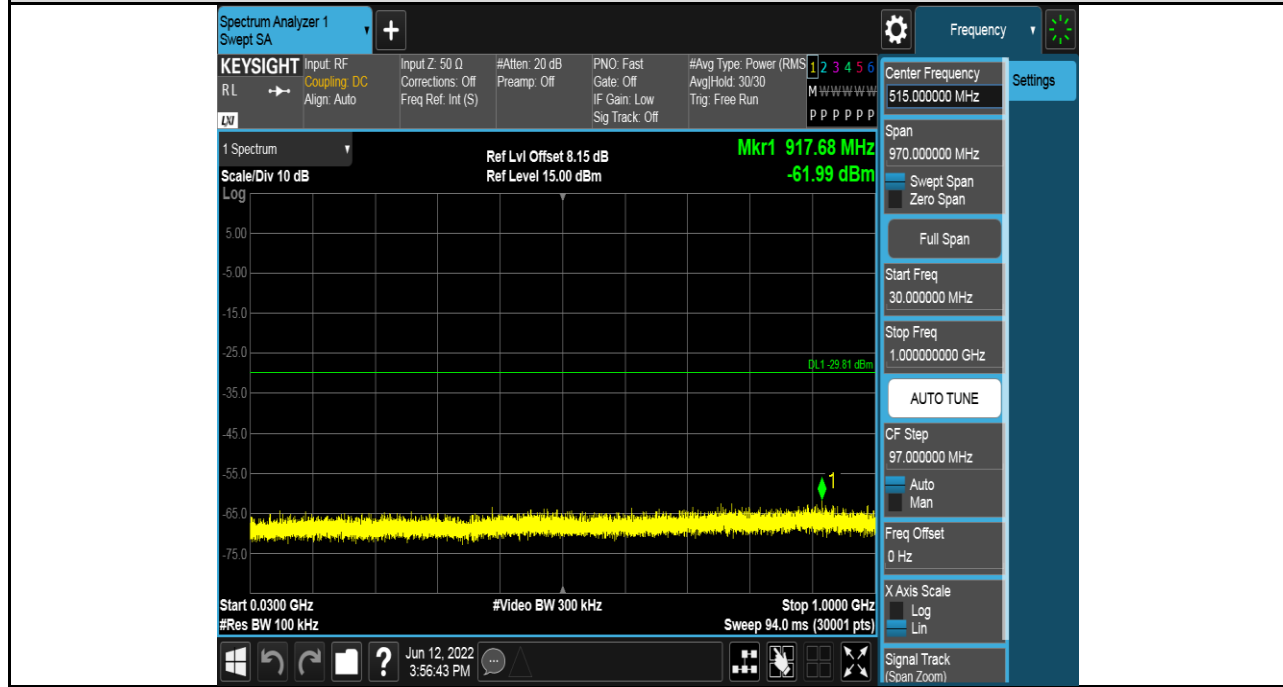 Spectrum Analyzer 1
Swept SA
+
Frequency
KEYSIGHT
RL
LXI
Input: RF
Coupling: DC
Align: Auto
Input Z: 50 Ω
Corrections: Off
Freq Ref: Int (S)
#Atten: 20 dB
Preamp: Off
PNO: Fast
Gate: Off
IF Gain: Low
Sig Track: Off
#Avg Type: Power (RMS
Avg|Hold: 30/30
Trig: Free Run
1 2 3 4 5 6
M W W W W W
P P P P P P
1 Spectrum
Scale/Div 10 dB
Ref Lvl Offset 8.15 dB
Ref Level 15.00 dBm
Mkr1 917.68 MHz
-61.99 dBm
Log
5.00
-5.00
-15.0
-25.0
DL1 -29.81 dBm
-35.0
-45.0
-55.0
1
-65.0
-75.0
Start 0.0300 GHz
#Res BW 100 kHz
#Video BW 300 kHz
Stop 1.0000 GHz
Sweep 94.0 ms (30001 pts)
?
Jun 12, 2022
3:56:43 PM
Center Frequency
515.000000 MHz
Settings
Span
970.000000 MHz
Swept Span
Zero Span
Full Span
Start Freq
30.000000 MHz
Stop Freq
1.000000000 GHz
AUTO TUNE
CF Step
97.000000 MHz
Auto
Man
Freq Offset
0 Hz
X Axis Scale
Log
Lin
Signal Track
(Span Zoom)